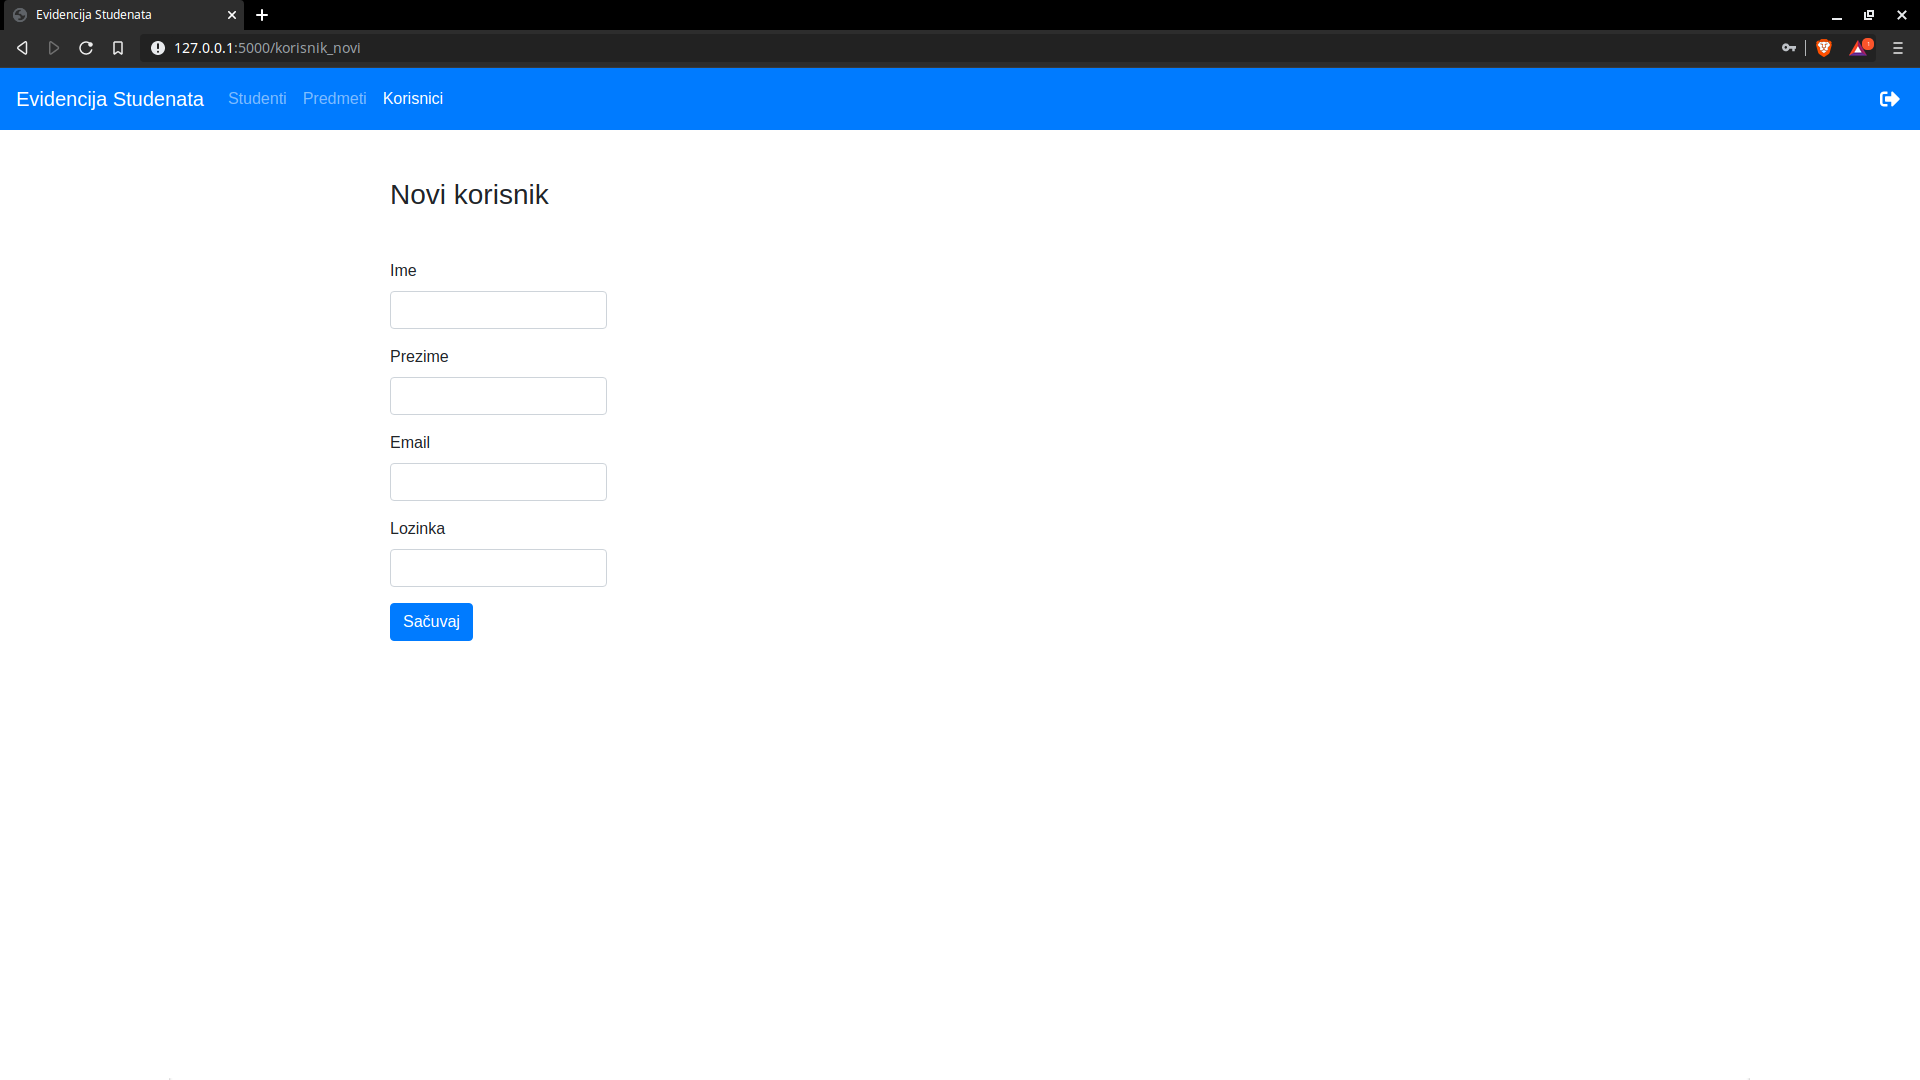 Evidencija Studenata
127.0.0.1:5000/korisnik_novi
Evidencija Studenata Studenti Predmeti Korisnici
Novi korisnik
Ime
Prezime
Email
Lozinka
Sačuvaj